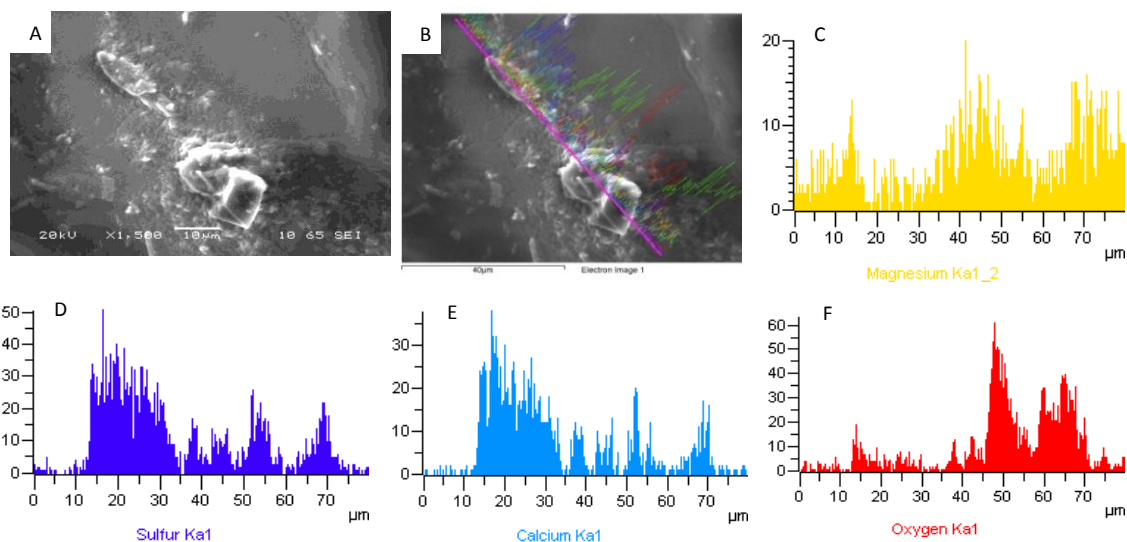 A
20kV X1,500 10µm 10 65 SEI
B
40µm Electron Image 1
C
20
10
0
0 10 20 30 40 50 60 70
µm
Magnesium Ka1_2
D
50
40
30
20
10
0
0 10 20 30 40 50 60 70
µm
Sulfur Ka1
E
30
20
10
0
0 10 20 30 40 50 60 70
µm
Calcium Ka1
F
60
50
40
30
20
10
0
0 10 20 30 40 50 60 70
µm
Oxygen Ka1